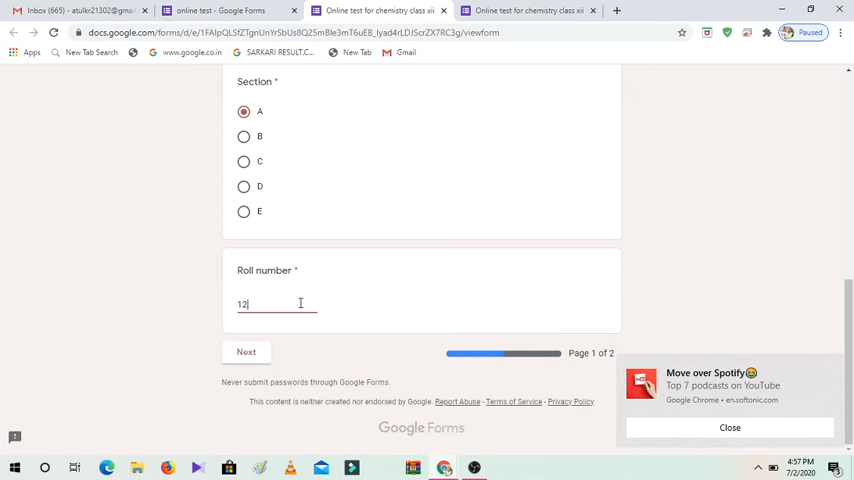 Inbox (665) - atulkr21302@gmai
online test - Google Forms
Online test for chemistry class xii
Online test for chemistry class xii
docs.google.com/forms/d/e/1FAIpQLSfZTgnUnYrSbUs8Q25mBle3mT6uEB_Iyad4rLDJScrZX7RC3g/viewform
Paused
Apps
New Tab Search
www.google.co.in
SARKARI RESULT.C...
New Tab
Gmail
Section *
A
B
C
D
E
Roll number *
12
Next
Page 1 of 2
Never submit passwords through Google Forms.
This content is neither created nor endorsed by Google. Report Abuse - Terms of Service - Privacy Policy
Google Forms
Move over Spotify😂
Top 7 podcasts on YouTube
Google Chrome • en.softonic.com
Close
4:57 PM
7/2/2020
3